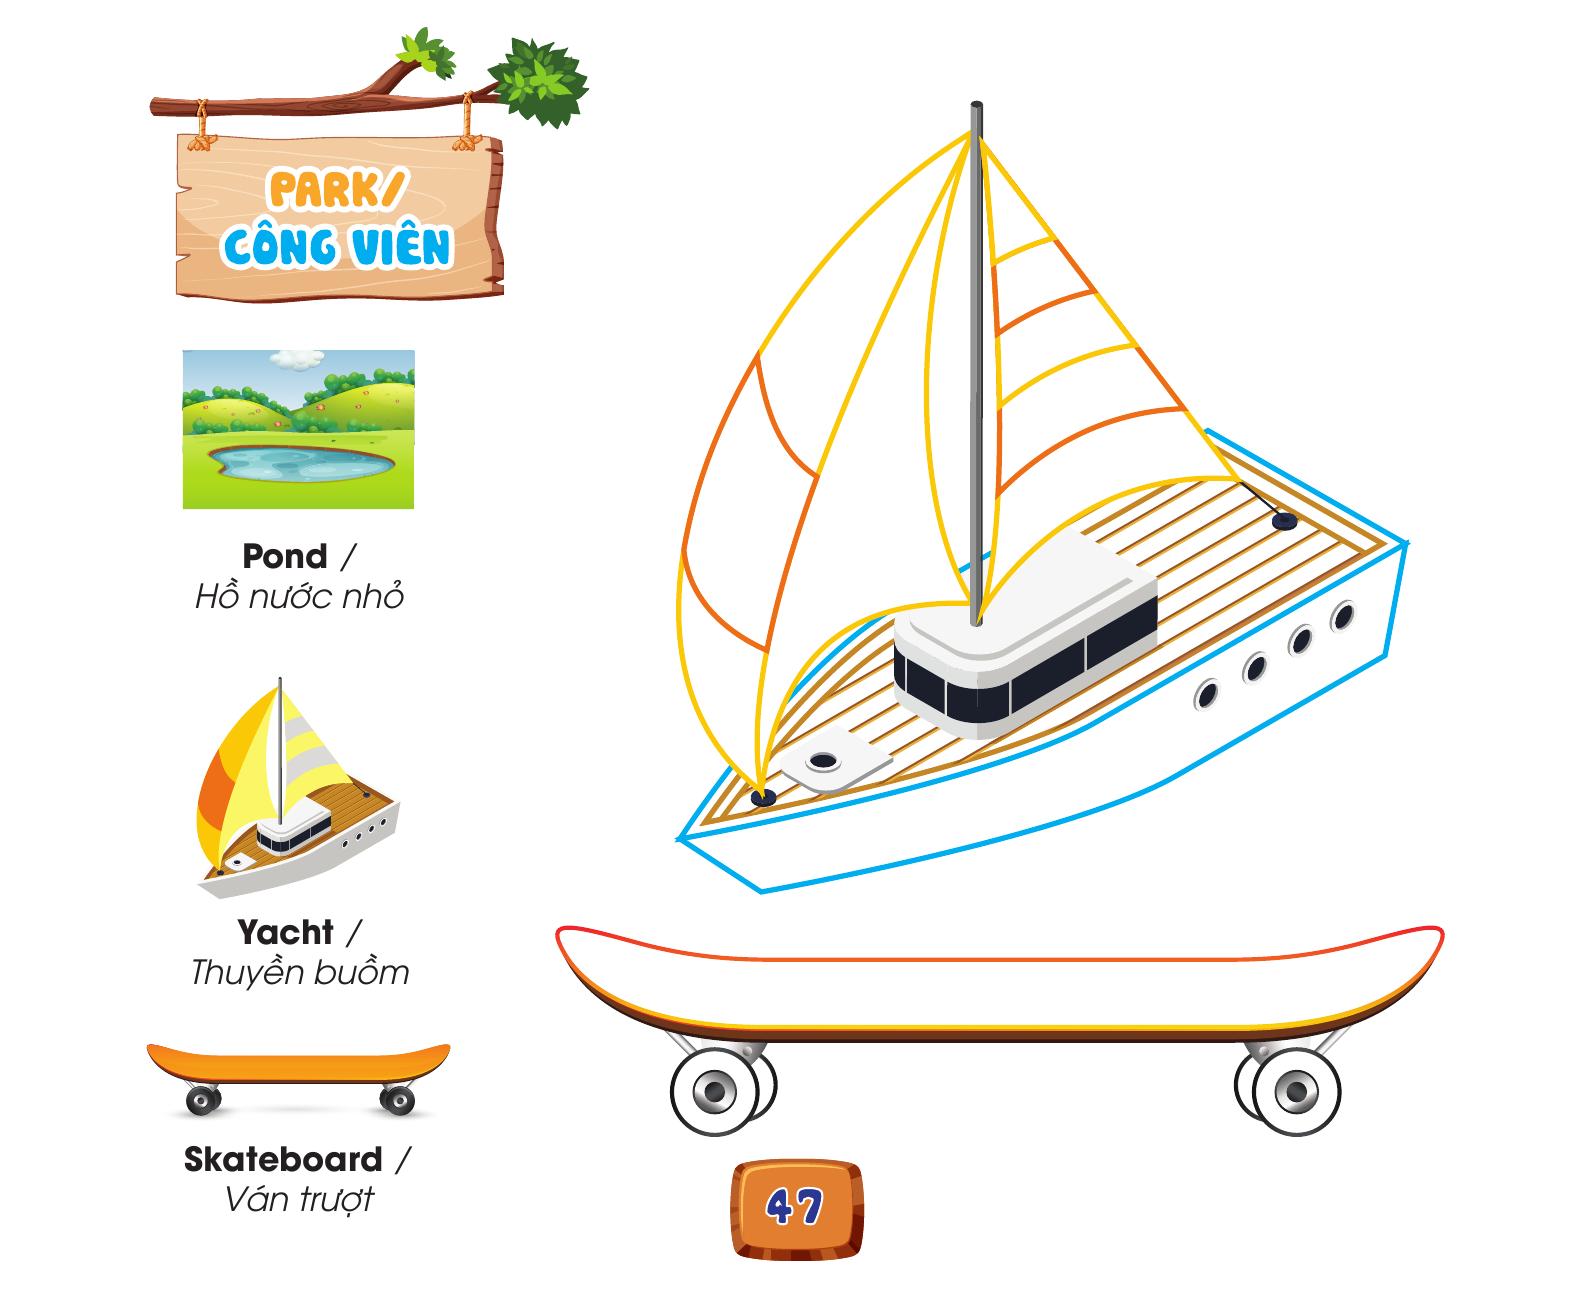 PARK/
CÔNG VIÊN
Pond /
Hồ nước nhỏ
Yacht /
Thuyền buồm
Skateboard /
Ván trượt
47